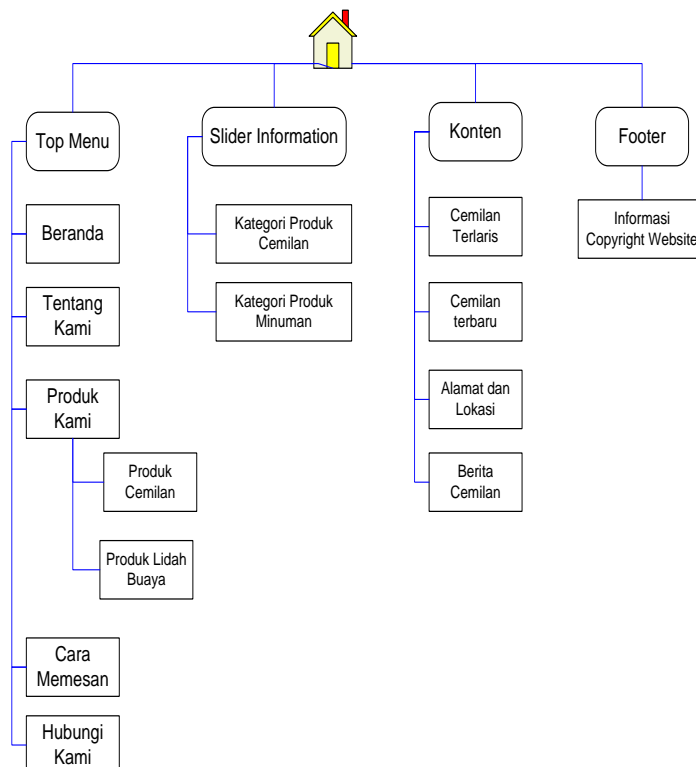 Top Menu
Beranda
Tentang
Kami
Produk
Kami
Produk
Cemilan
Produk Lidah
Buaya
Cara
Memesan
Hubungi
Kami
Slider Information
Kategori Produk
Cemilan
Kategori Produk
Minuman
Konten
Cemilan
Terlaris
Cemilan
terbaru
Alamat dan
Lokasi
Berita
Cemilan
Footer
Informasi
Copyright Website